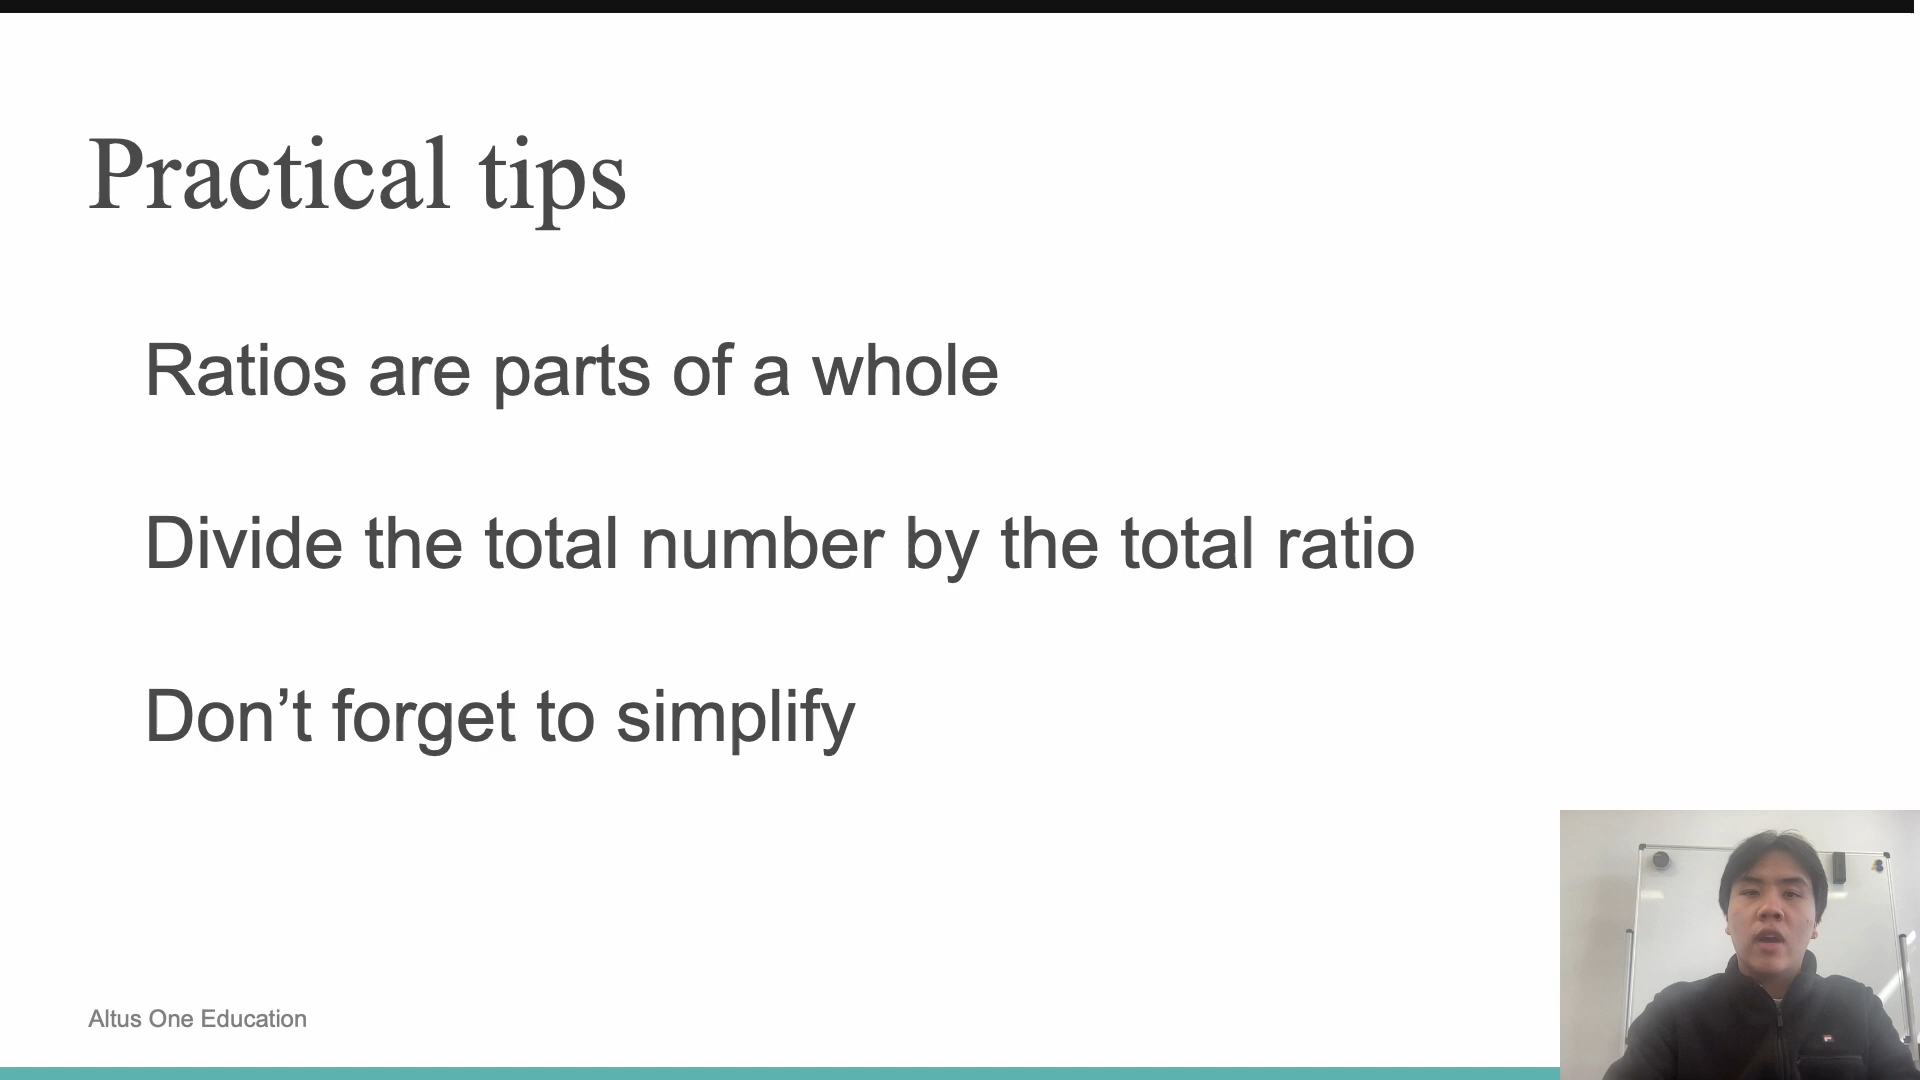 Practical tips
Ratios are parts of a whole
Divide the total number by the total ratio
Don’t forget to simplify
Altus One Education